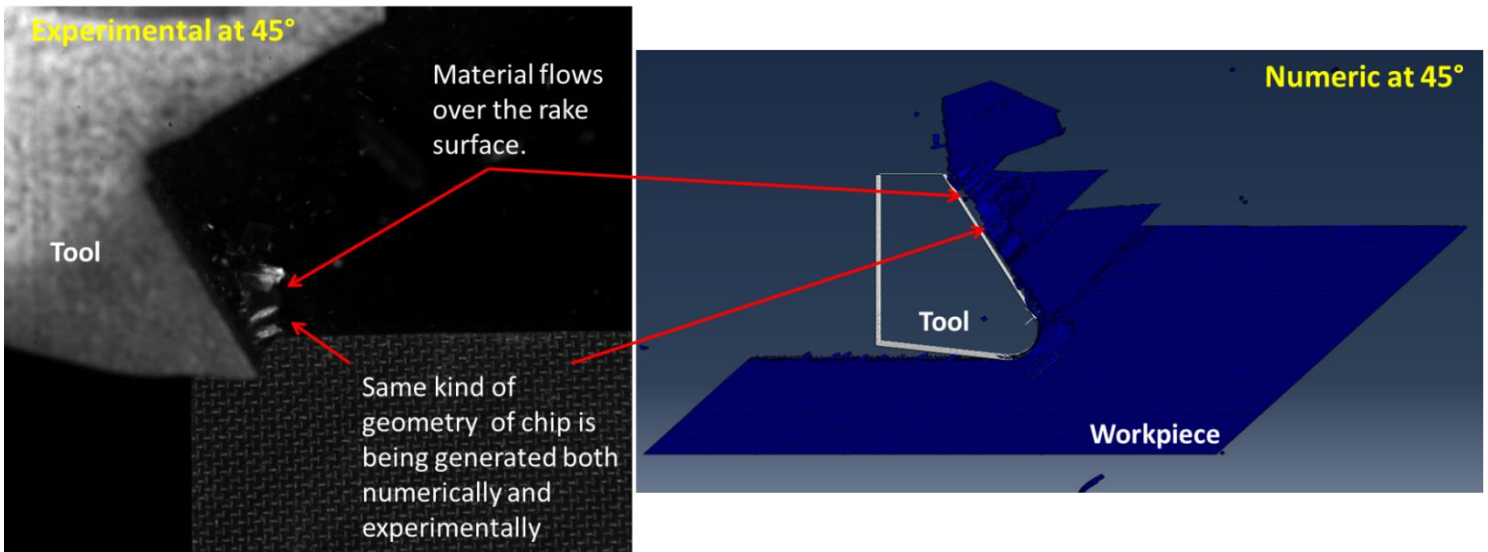 Experimental at 45°
Material flows
over the rake
surface.
Tool
Same kind of
geometry of chip is
being generated both
numerically and
experimentally
Numeric at 45°
Tool
Workpiece